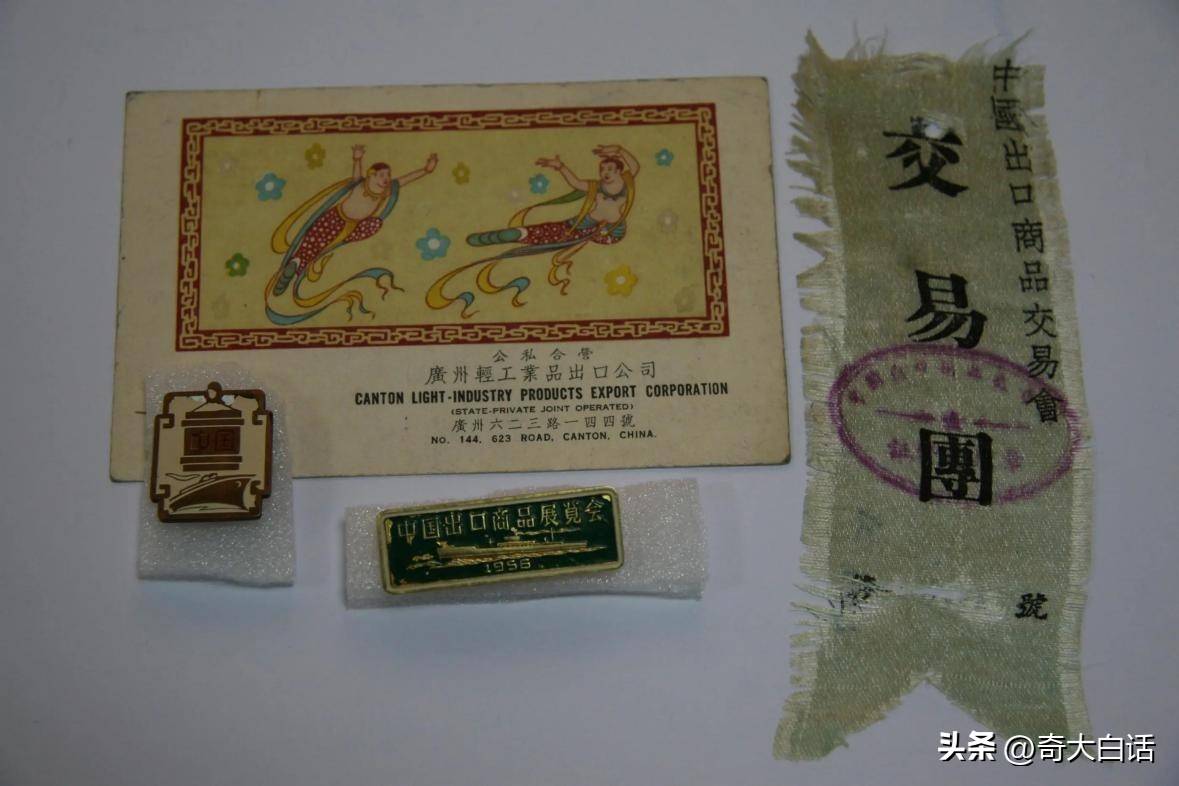 公私合营
廣州輕工業品出口公司
CANTON LIGHT-INDUSTRY PRODUCTS EXPORT CORPORATION
(STATE-PRIVATE JOINT OPERATED)
廣州六二三路一四四號
NO. 144, 623 ROAD, CANTON, CHINA.
中国
中国出口商品展览会
1956
中國出口商品交易會
交易團
號
头条 @奇大白话